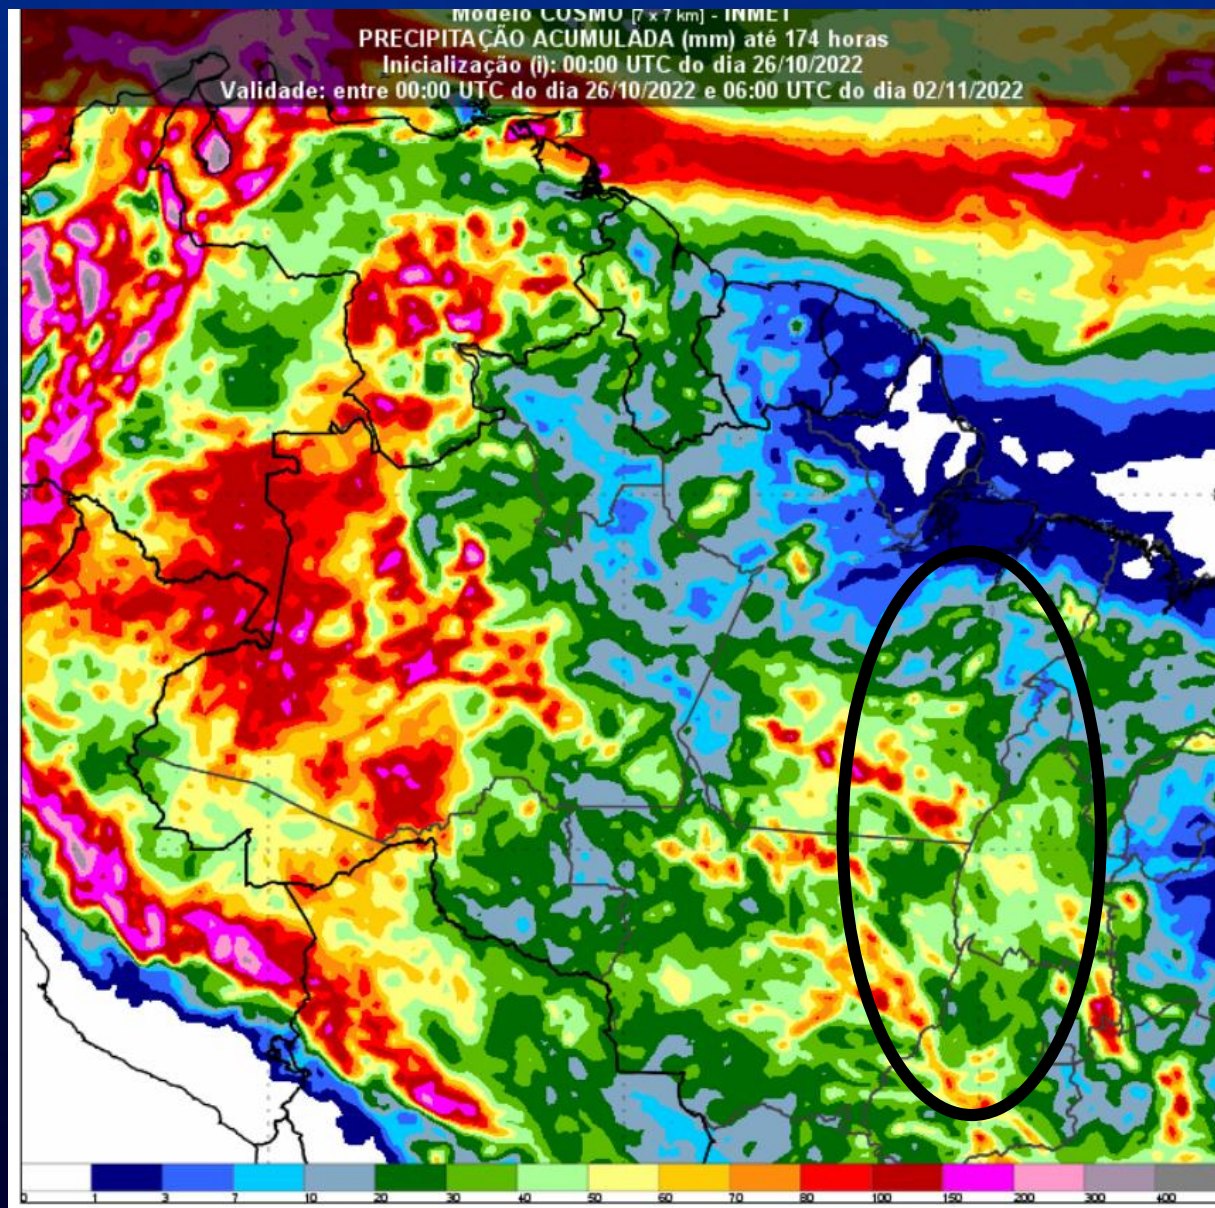 Modelo COSMO [7 x 7 km] - INMET
PRECIPITAÇÃO ACUMULADA (mm) até 174 horas
Inicialização (i): 00:00 UTC do dia 26/10/2022
Validade: entre 00:00 UTC do dia 26/10/2022 e 06:00 UTC do dia 02/11/2022
0 1 3 7 10 20 30 40 50 60 70 80 100 150 200 300 400